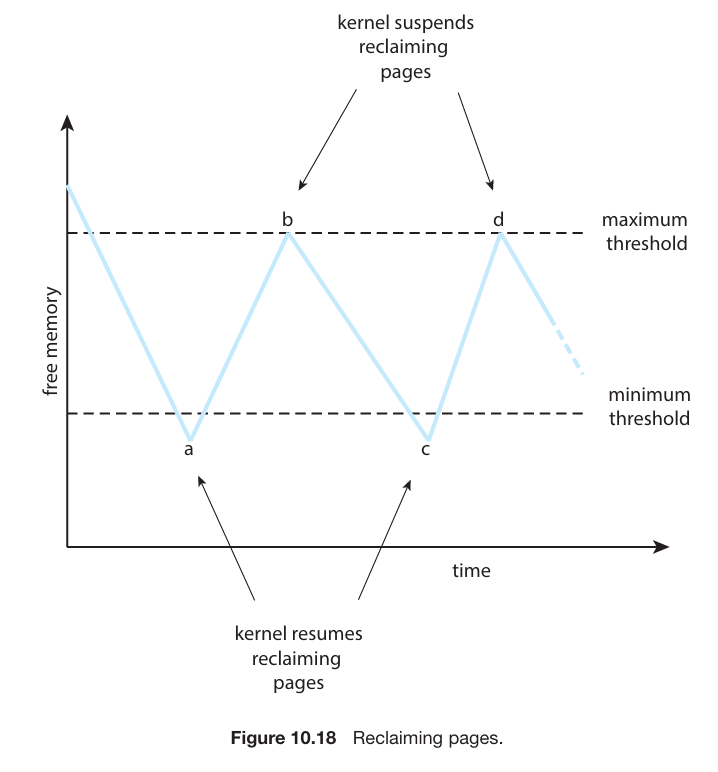 kernel suspends
reclaiming
pages
b
d
maximum
threshold
free memory
minimum
threshold
a
c
time
kernel resumes
reclaiming
pages
Figure 10.18 Reclaiming pages.